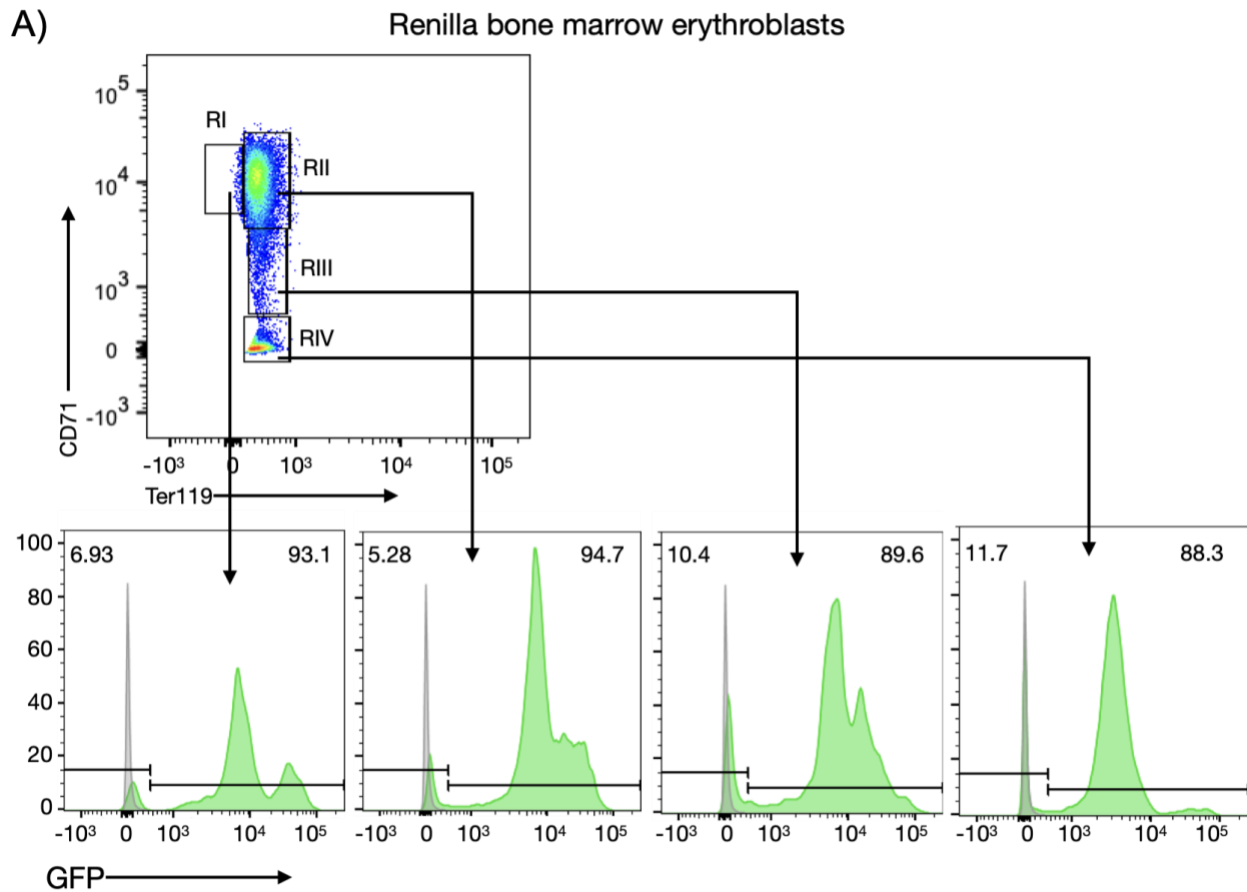 A) Renilla bone marrow erythroblasts
10⁵
RI
RII
10⁴
RIII
10³
RIV
0
-10³
CD71
-10³ 0 10³ 10⁴ 10⁵
Ter119
100 6.93 93.1 5.28 94.7 10.4 89.6 11.7 88.3
80
60
40
20
0
-10³ 0 10³ 10⁴ 10⁵ -10³ 0 10³ 10⁴ 10⁵ -10³ 0 10³ 10⁴ 10⁵ -10³ 0 10³ 10⁴ 10⁵
GFP